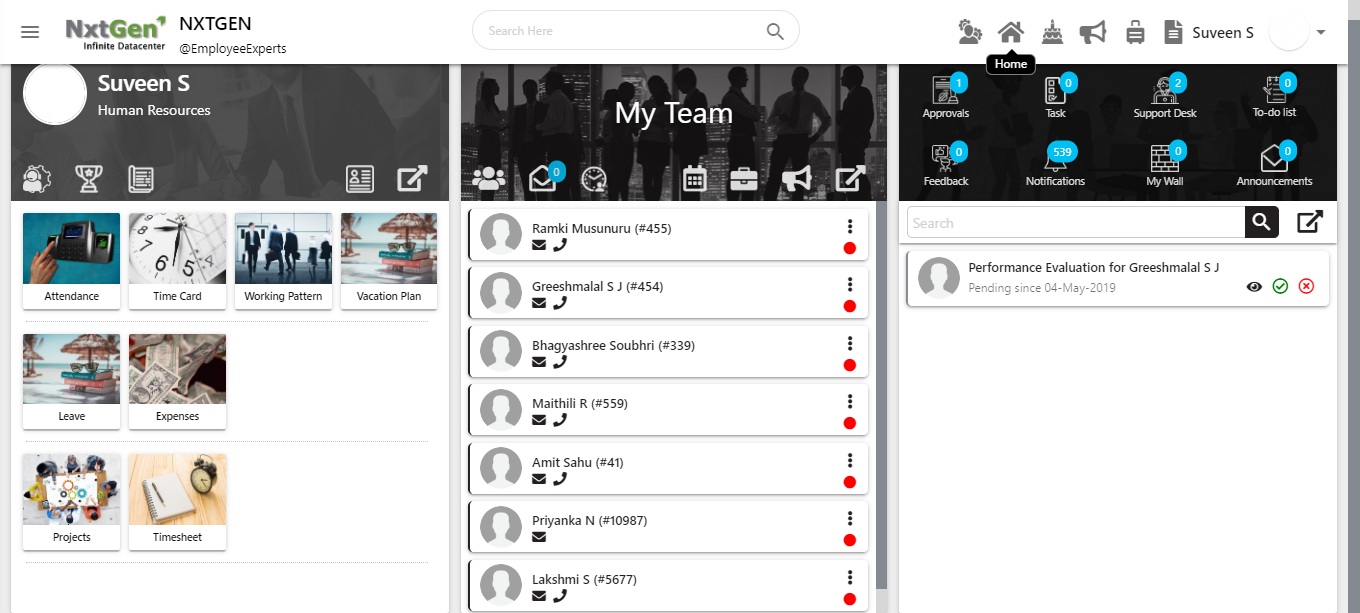 NxtGen
Infinite Datacenter
NXTGEN
@EmployeeExperts
Search Here
Suveen S
Home
Suveen S
Human Resources
Attendance
Time Card
Working Pattern
Vacation Plan
Leave
Expenses
Projects
Timesheet
My Team
0
Ramki Musunuru (#455)
Greeshmalal S J (#454)
Bhagyashree Soubhri (#339)
Maithili R (#559)
Amit Sahu (#41)
Priyanka N (#10987)
Lakshmi S (#5677)
1
Approvals
0
Task
2
Support Desk
0
To-do list
0
Feedback
539
Notifications
0
My Wall
0
Announcements
Search
Performance Evaluation for Greeshmalal S J
Pending since 04-May-2019